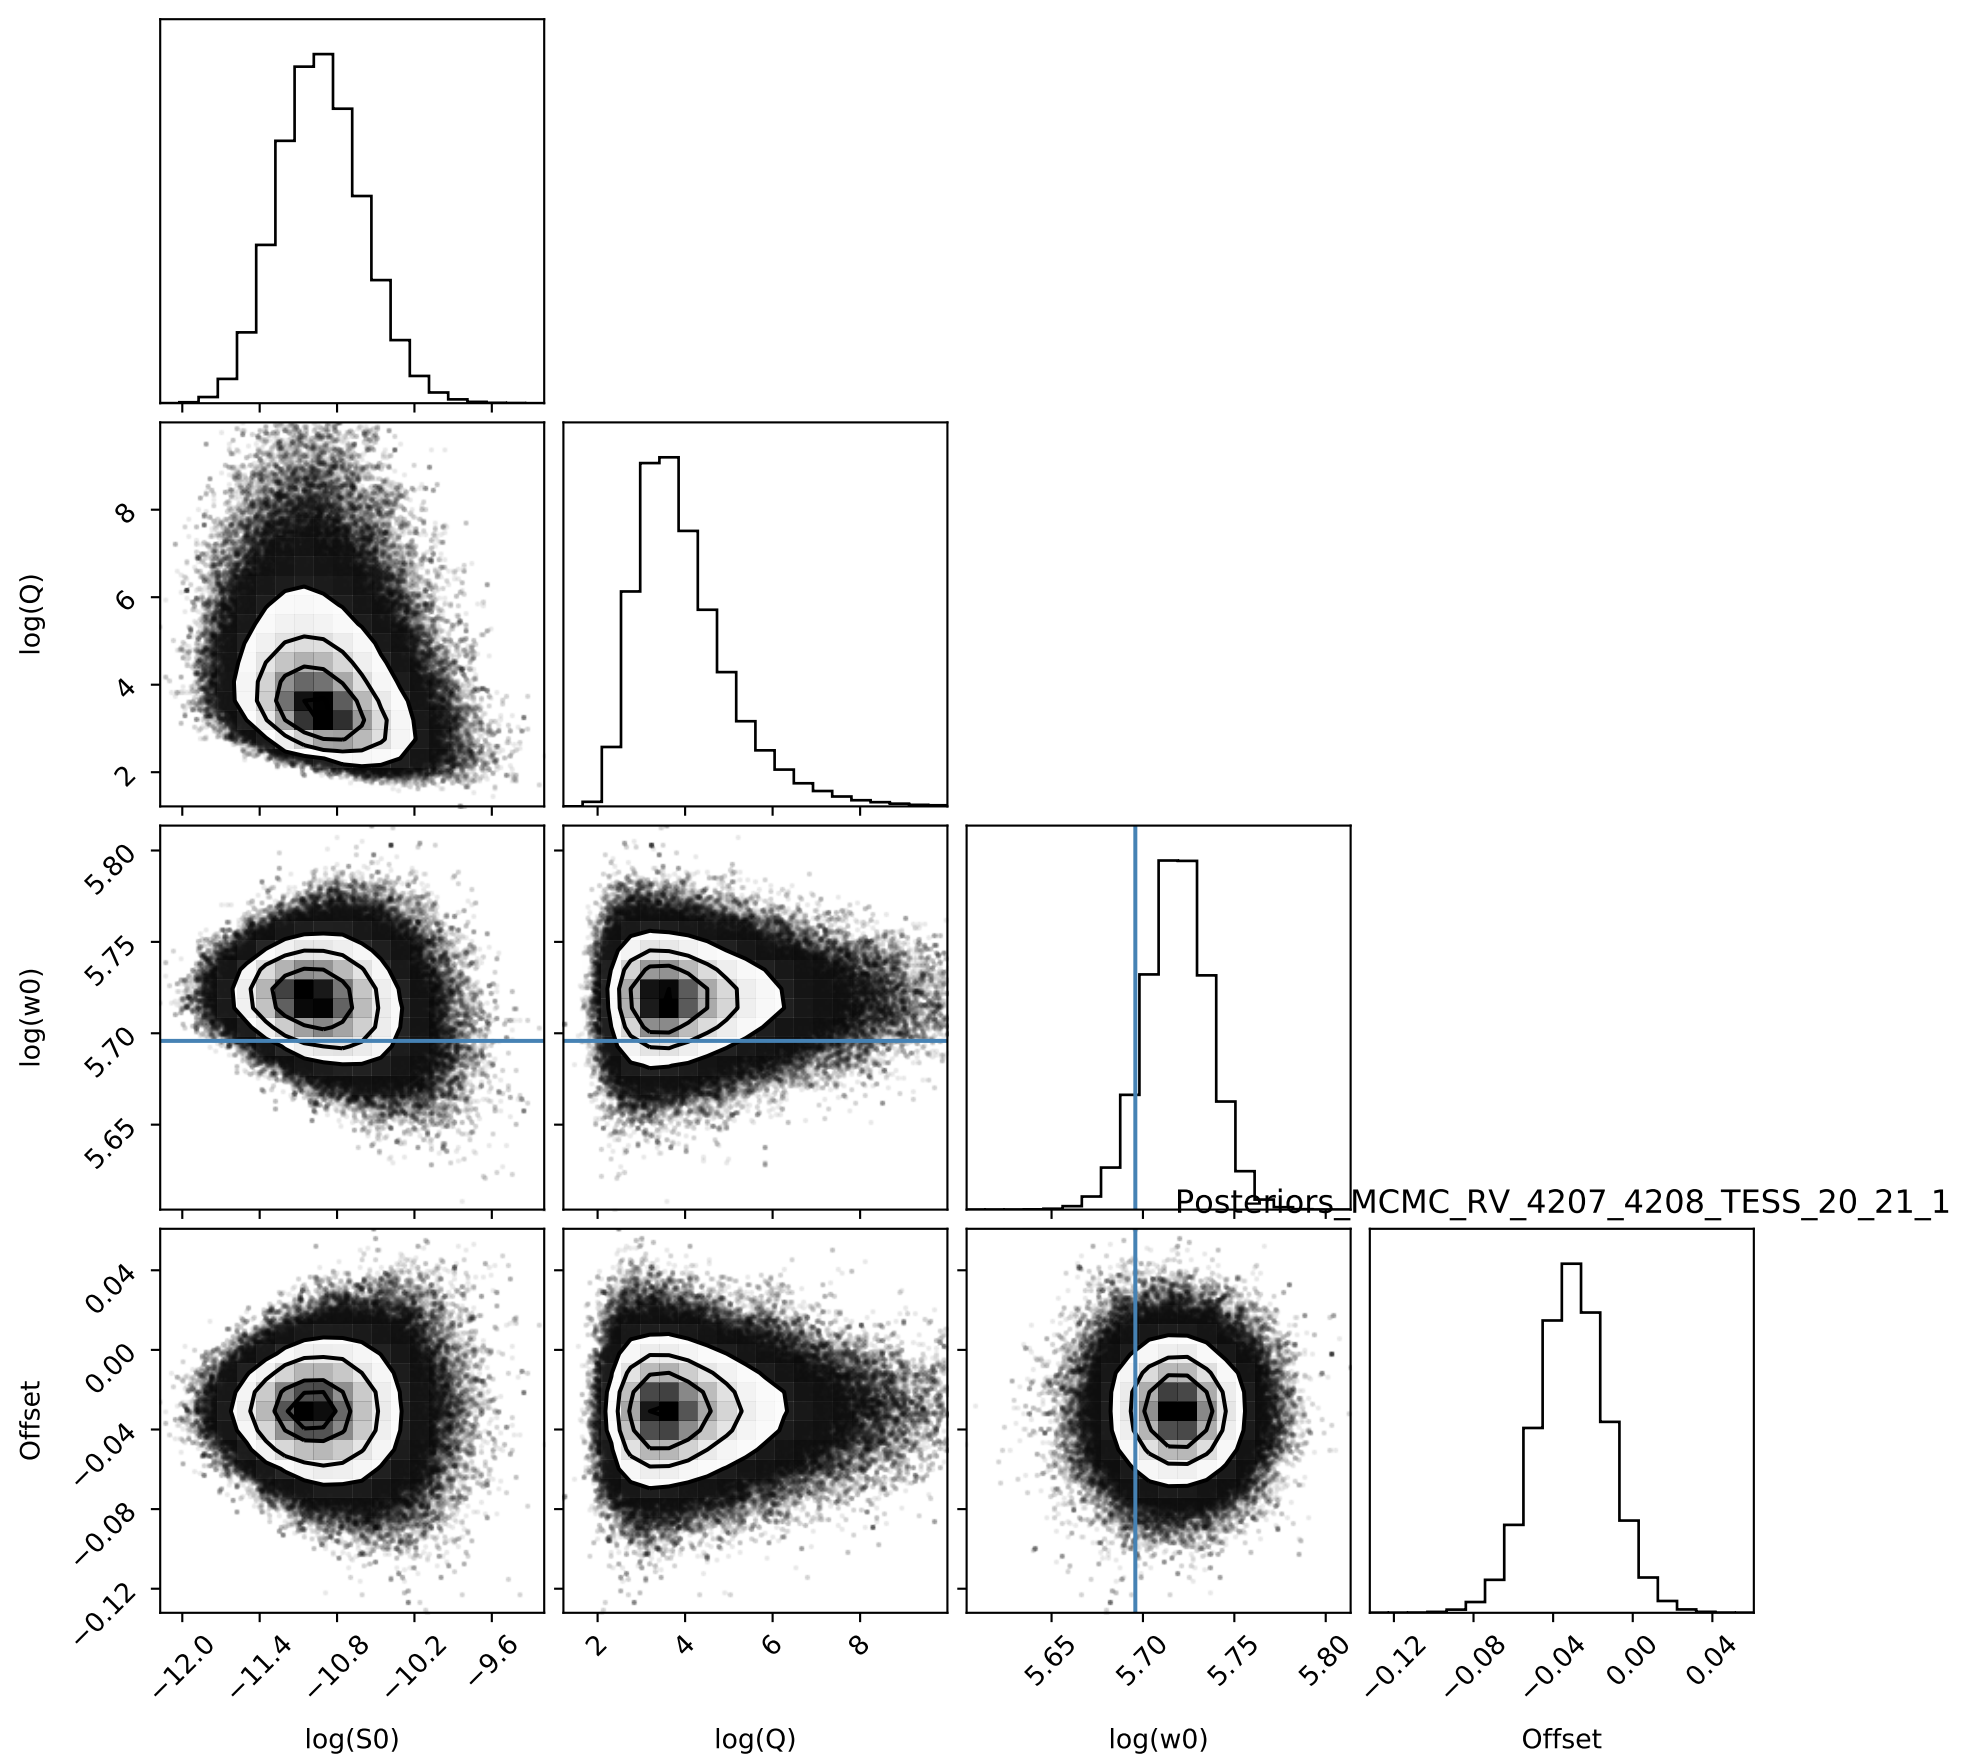 log(Q)
8
6
4
2
log(w0)
5.80
5.75
5.70
5.65
Posteriors_MCMC_RV_4207_4208_TESS_20_21_1
Offset
0.04
0.00
−0.04
−0.08
−0.12
−12.0 −11.4 −10.8 −10.2 −9.6
2 4 6 8
5.65 5.70 5.75 5.80
−0.12 −0.08 −0.04 0.00 0.04
log(S0) log(Q) log(w0) Offset